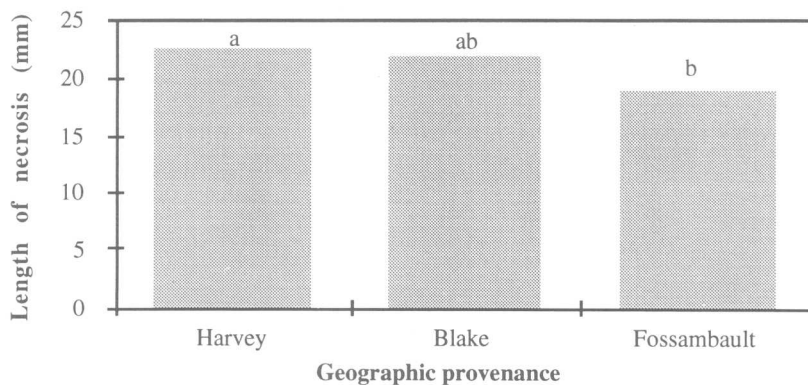 Length of necrosis (mm)
25
20
15
10
5
0
a
ab
b
Harvey
Blake
Fossambault
Geographic provenance